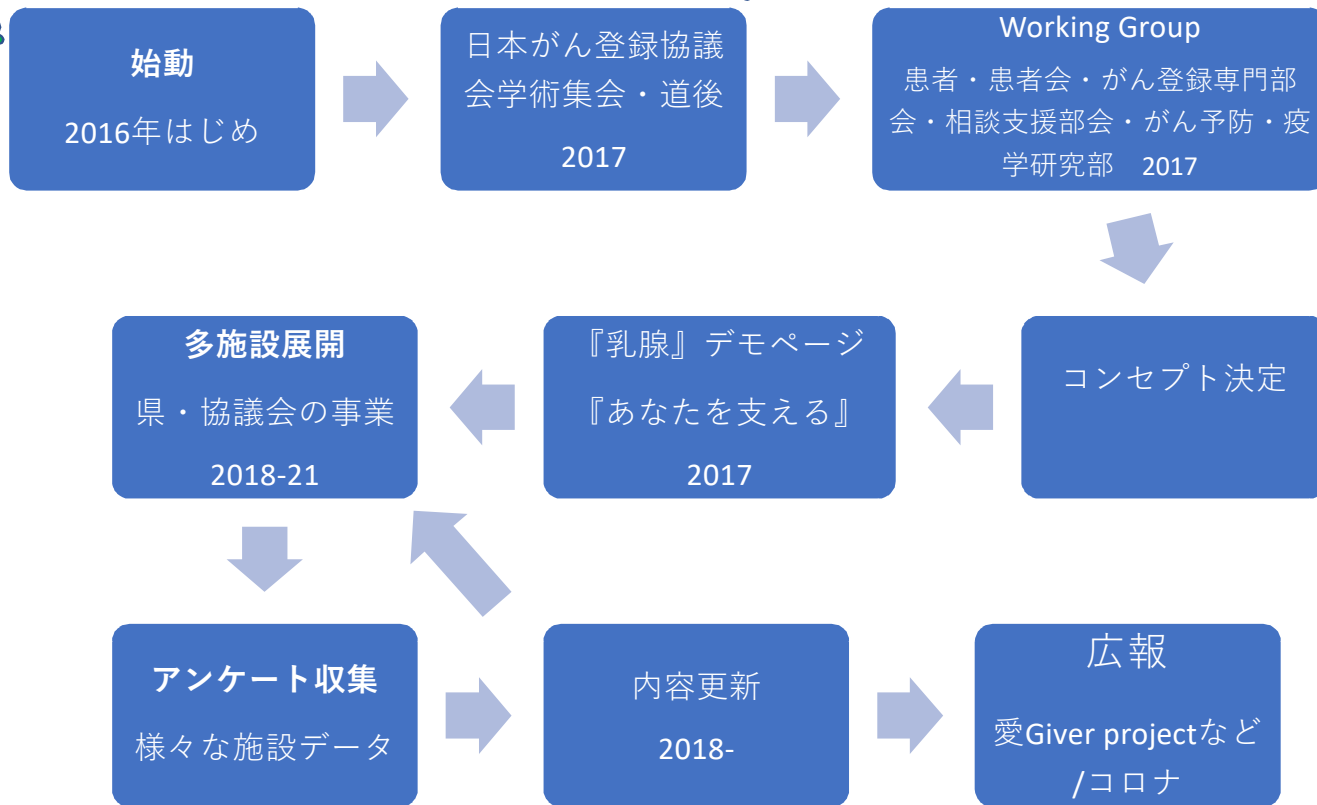 始動
2016年はじめ
日本がん登録協議
会学術集会・道後
2017
Working Group
患者・患者会・がん登録専門部
会・相談支援部会・がん予防・疫
学研究部 2017
コンセプト決定
『乳腺』デモページ
『あなたを支える』
2017
多施設展開
県・協議会の事業
2018-21
アンケート収集
様々な施設データ
内容更新
2018-
広報
愛Giver projectなど
/コロナ